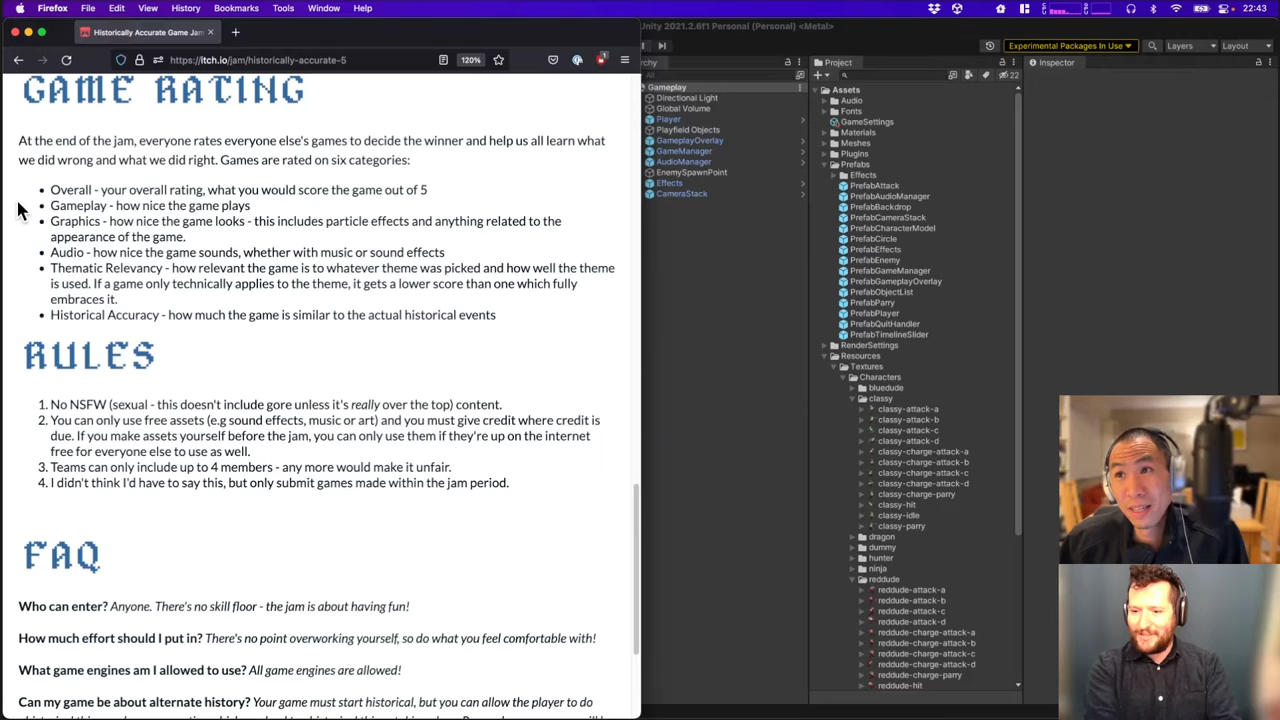 Firefox File Edit View History Bookmarks Tools Window Help 22:43
Historically Accurate Game Jam
Unity 2021.2.6f1 Personal (Personal) <Metal>
Experimental Packages In Use Layers Layout
https://itch.io/jam/historically-accurate-5 120% 1
GAME RATING
At the end of the jam, everyone rates everyone else's games to decide the winner and help us all learn what
we did wrong and what we did right. Games are rated on six categories:
Overall - your overall rating, what you would score the game out of 5
Gameplay - how nice the game plays
Graphics - how nice the game looks - this includes particle effects and anything related to the
appearance of the game.
Audio - how nice the game sounds, whether with music or sound effects
Thematic Relevancy - how relevant the game is to whatever theme was picked and how well the theme
is used. If a game only technically applies to the theme, it gets a lower score than one which fully
embraces it.
Historical Accuracy - how much the game is similar to the actual historical events
RULES
1. No NSFW (sexual - this doesn't include gore unless it's really over the top) content.
2. You can only use free assets (e.g sound effects, music or art) and you must give credit where credit is
due. If you make assets yourself before the jam, you can only use them if they're up on the internet
free for everyone else to use as well.
3. Teams can only include up to 4 members - any more would make it unfair.
4. I didn't think I'd have to say this, but only submit games made within the jam period.
FAQ
Who can enter? Anyone. There's no skill floor - the jam is about having fun!
How much effort should I put in? There's no point overworking yourself, so do what you feel comfortable with!
What game engines am I allowed to use? All game engines are allowed!
Can my game be about alternate history? Your game must start historical, but you can allow the player to do
All
Gameplay
Directional Light
Global Volume
Player
Playfield Objects
GameplayOverlay
GameManager
AudioManager
EnemySpawnPoint
Effects
CameraStack
Project
22
Assets
Audio
Fonts
GameSettings
Materials
Meshes
Plugins
Prefabs
Effects
PrefabAttack
PrefabAudioManager
PrefabBackdrop
PrefabCameraStack
PrefabCharacterModel
PrefabCircle
PrefabEffects
PrefabEnemy
PrefabGameManager
PrefabGameplayOverlay
PrefabObjectList
PrefabParry
PrefabPlayer
PrefabQuitHandler
PrefabTimelineSlider
RenderSettings
Resources
Textures
Characters
bluedude
classy
classy-attack-a
classy-attack-b
classy-attack-c
classy-attack-d
classy-charge-attack-a
classy-charge-attack-b
classy-charge-attack-c
classy-charge-attack-d
classy-charge-parry
classy-hit
classy-idle
classy-parry
dragon
dummy
hunter
ninja
reddude
reddude-attack-a
reddude-attack-b
reddude-attack-c
reddude-attack-d
reddude-charge-attack-a
reddude-charge-attack-b
reddude-charge-attack-c
reddude-charge-attack-d
reddude-charge-parry
reddude-hit
Inspector